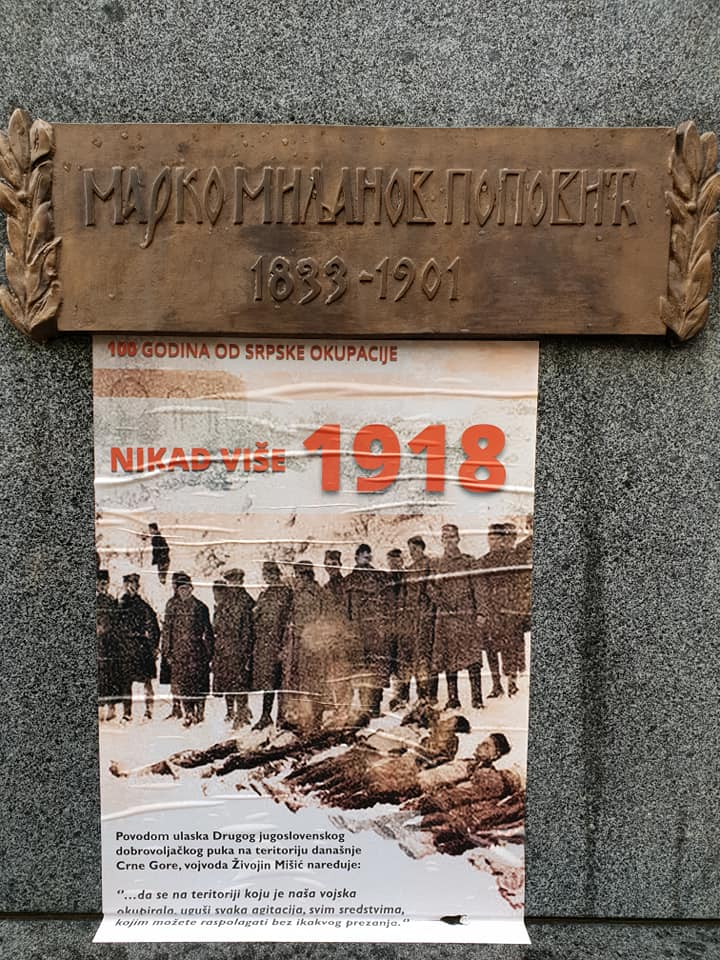 МАРКО МИЉАНОВ ПОПОВИЋ
1833-1901
100 GODINA OD SRPSKE OKUPACIJE
NIKAD VIŠE 1918
Povodom ulaska Drugog jugoslovenskog
dobrovoljačkog puka na teritoriju današnje
Crne Gore, vojvoda Živojin Mišić naređuje:
“...da se na teritoriji koju je naša vojska
okupirala, uguši svaka agitacija, svim sredstvima,
kojim možete raspolagati bez ikakvog prezanja.”